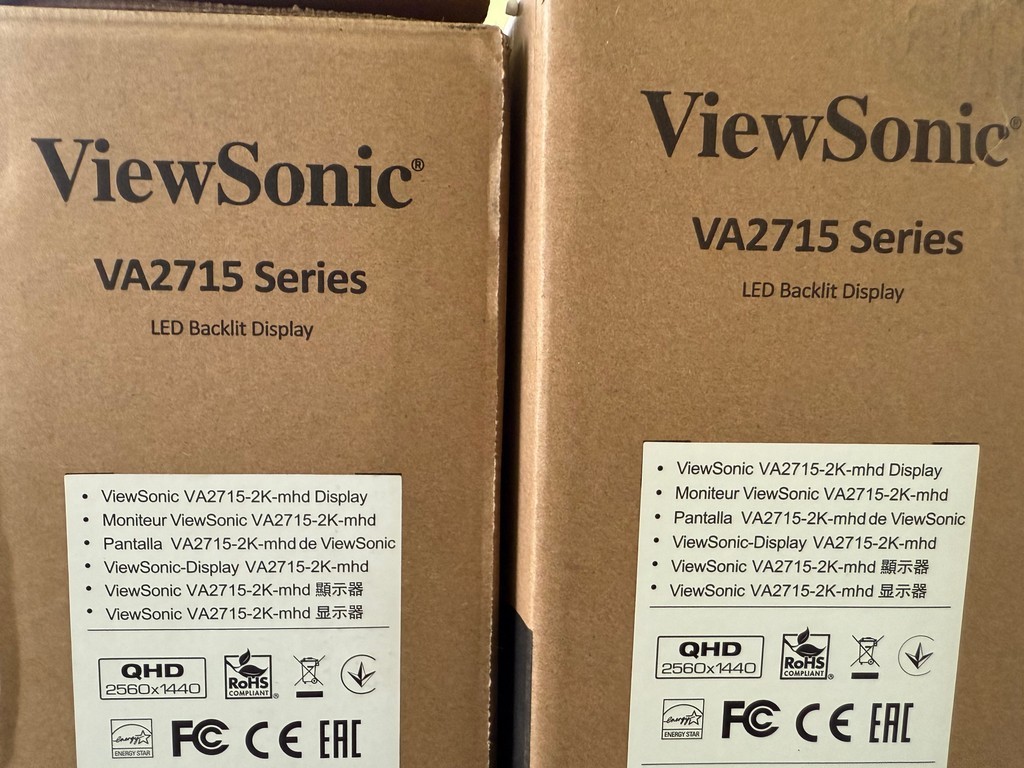 ViewSonic®
VA2715 Series
LED Backlit Display
• ViewSonic VA2715-2K-mhd Display
• Moniteur ViewSonic VA2715-2K-mhd
• Pantalla VA2715-2K-mhd de ViewSonic
• ViewSonic-Display VA2715-2K-mhd
• ViewSonic VA2715-2K-mhd 顯示器
• ViewSonic VA2715-2K-mhd 显示器
QHD
2560x1440
RoHS
COMPLIANT
energy
ENERGY STAR
FC CE EAC
ViewSonic®
VA2715 Series
LED Backlit Display
• ViewSonic VA2715-2K-mhd Display
• Moniteur ViewSonic VA2715-2K-mhd
• Pantalla VA2715-2K-mhd de ViewSonic
• ViewSonic-Display VA2715-2K-mhd
• ViewSonic VA2715-2K-mhd 顯示器
• ViewSonic VA2715-2K-mhd 显示器
QHD
2560x1440
RoHS
COMPLIANT
energy
ENERGY STAR
FC CE EAC